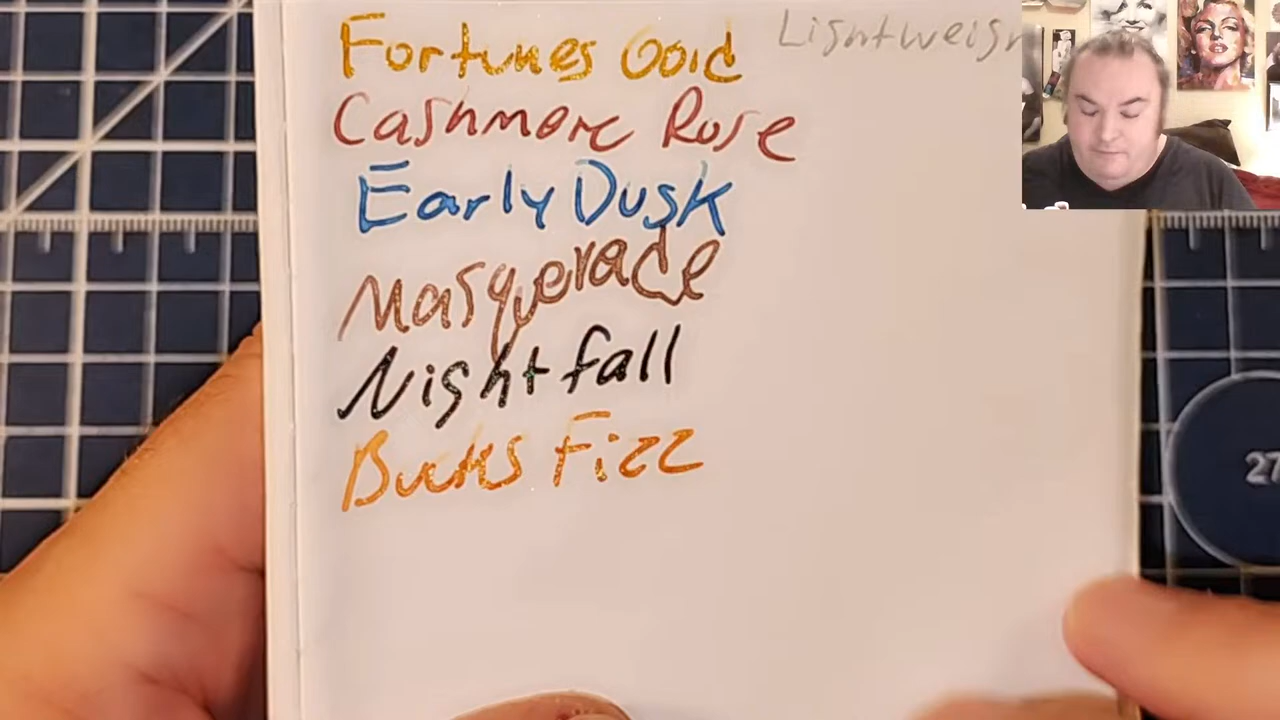 Fortunes Gold
Lightweigh
Cashmere Rose
Early Dusk
Masquerade
Nightfall
Bucks Fizz
27